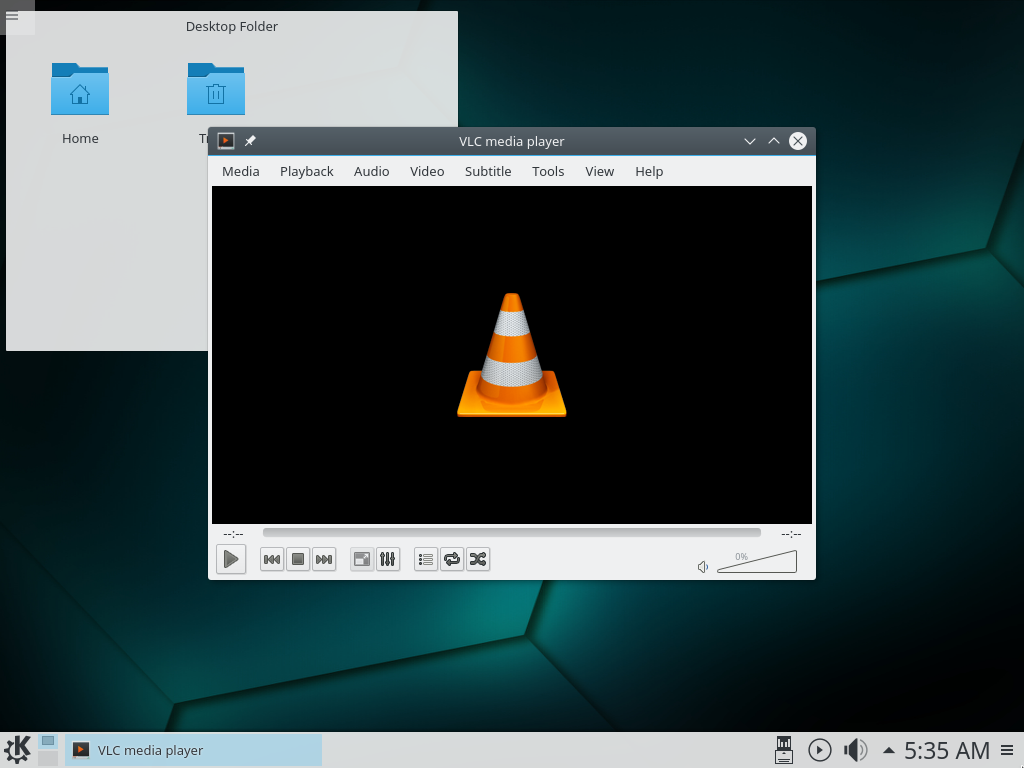 Desktop Folder
Home
VLC media player
Media Playback Audio Video Subtitle Tools View Help
--:-- --:--
0%
VLC media player
5:35 AM